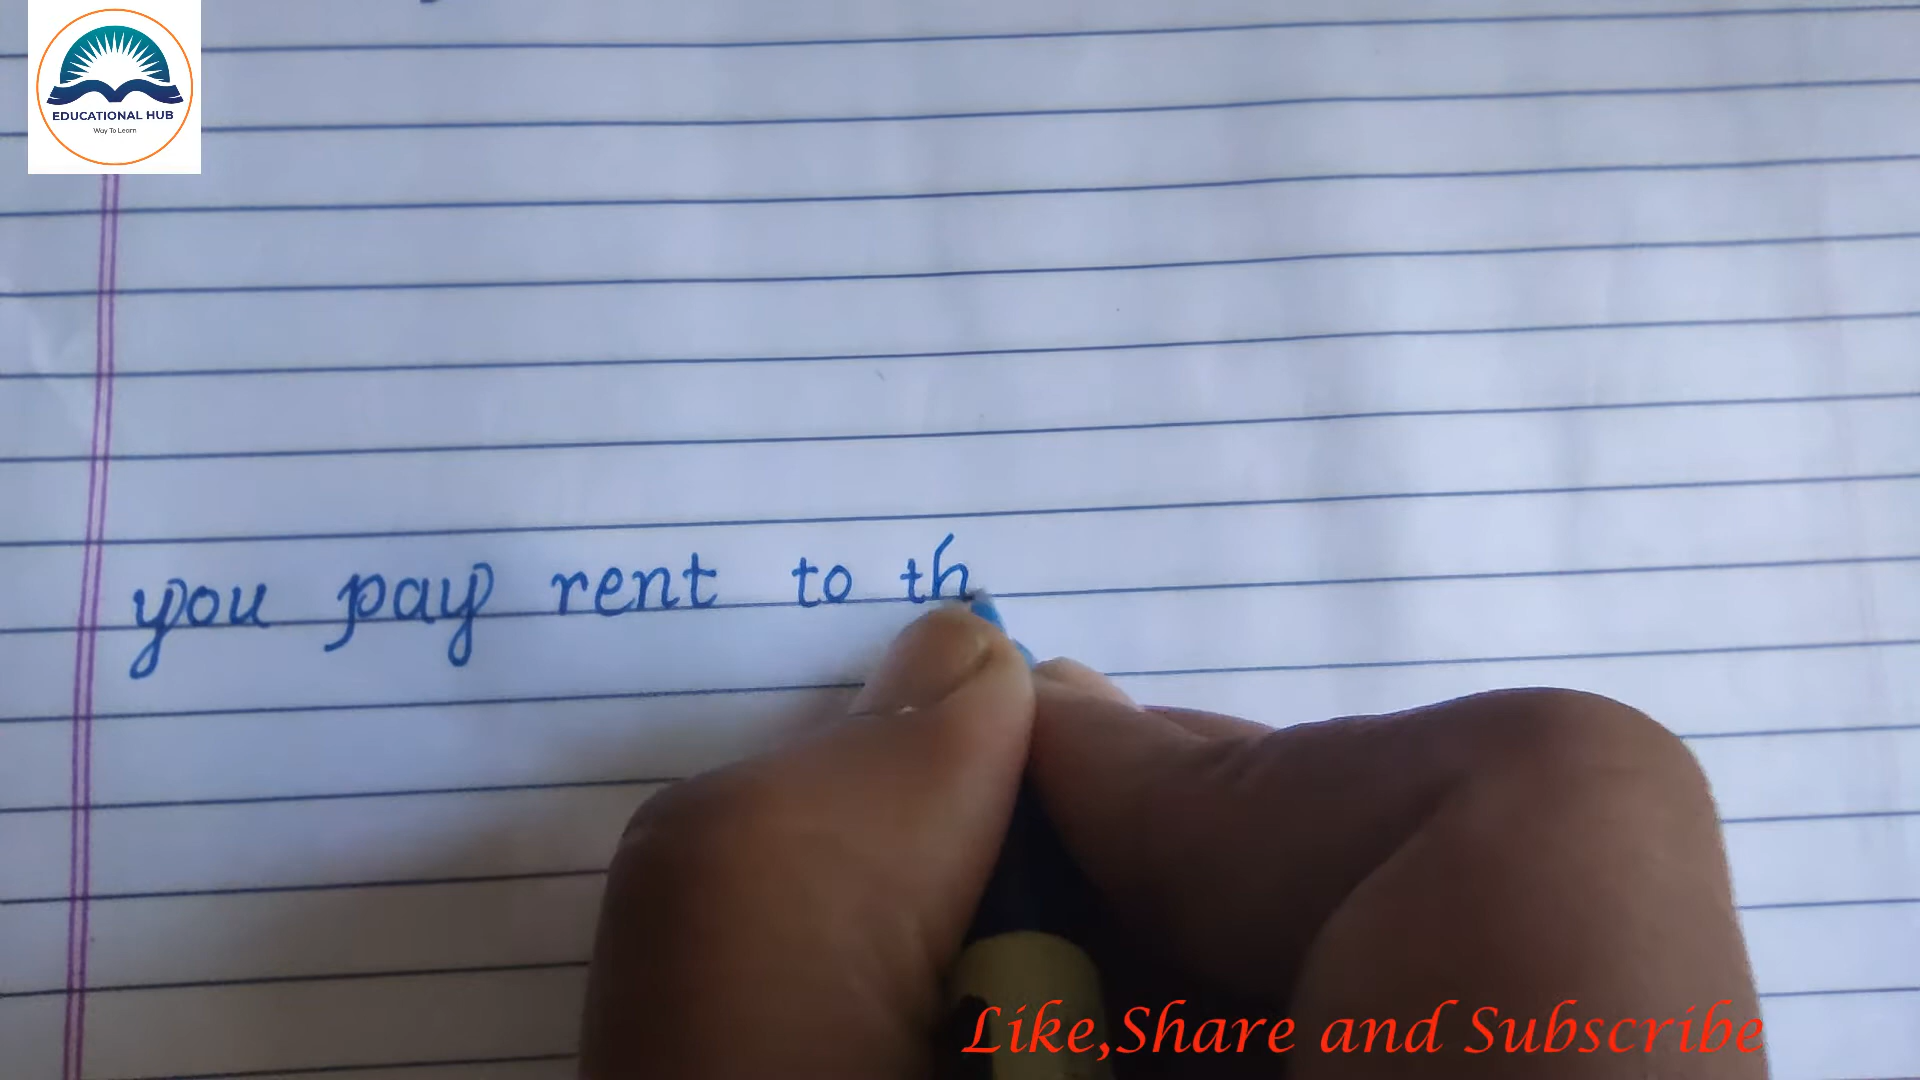 EDUCATIONAL HUB
Way To Learn
you pay rent to th
Like,Share and Subscribe